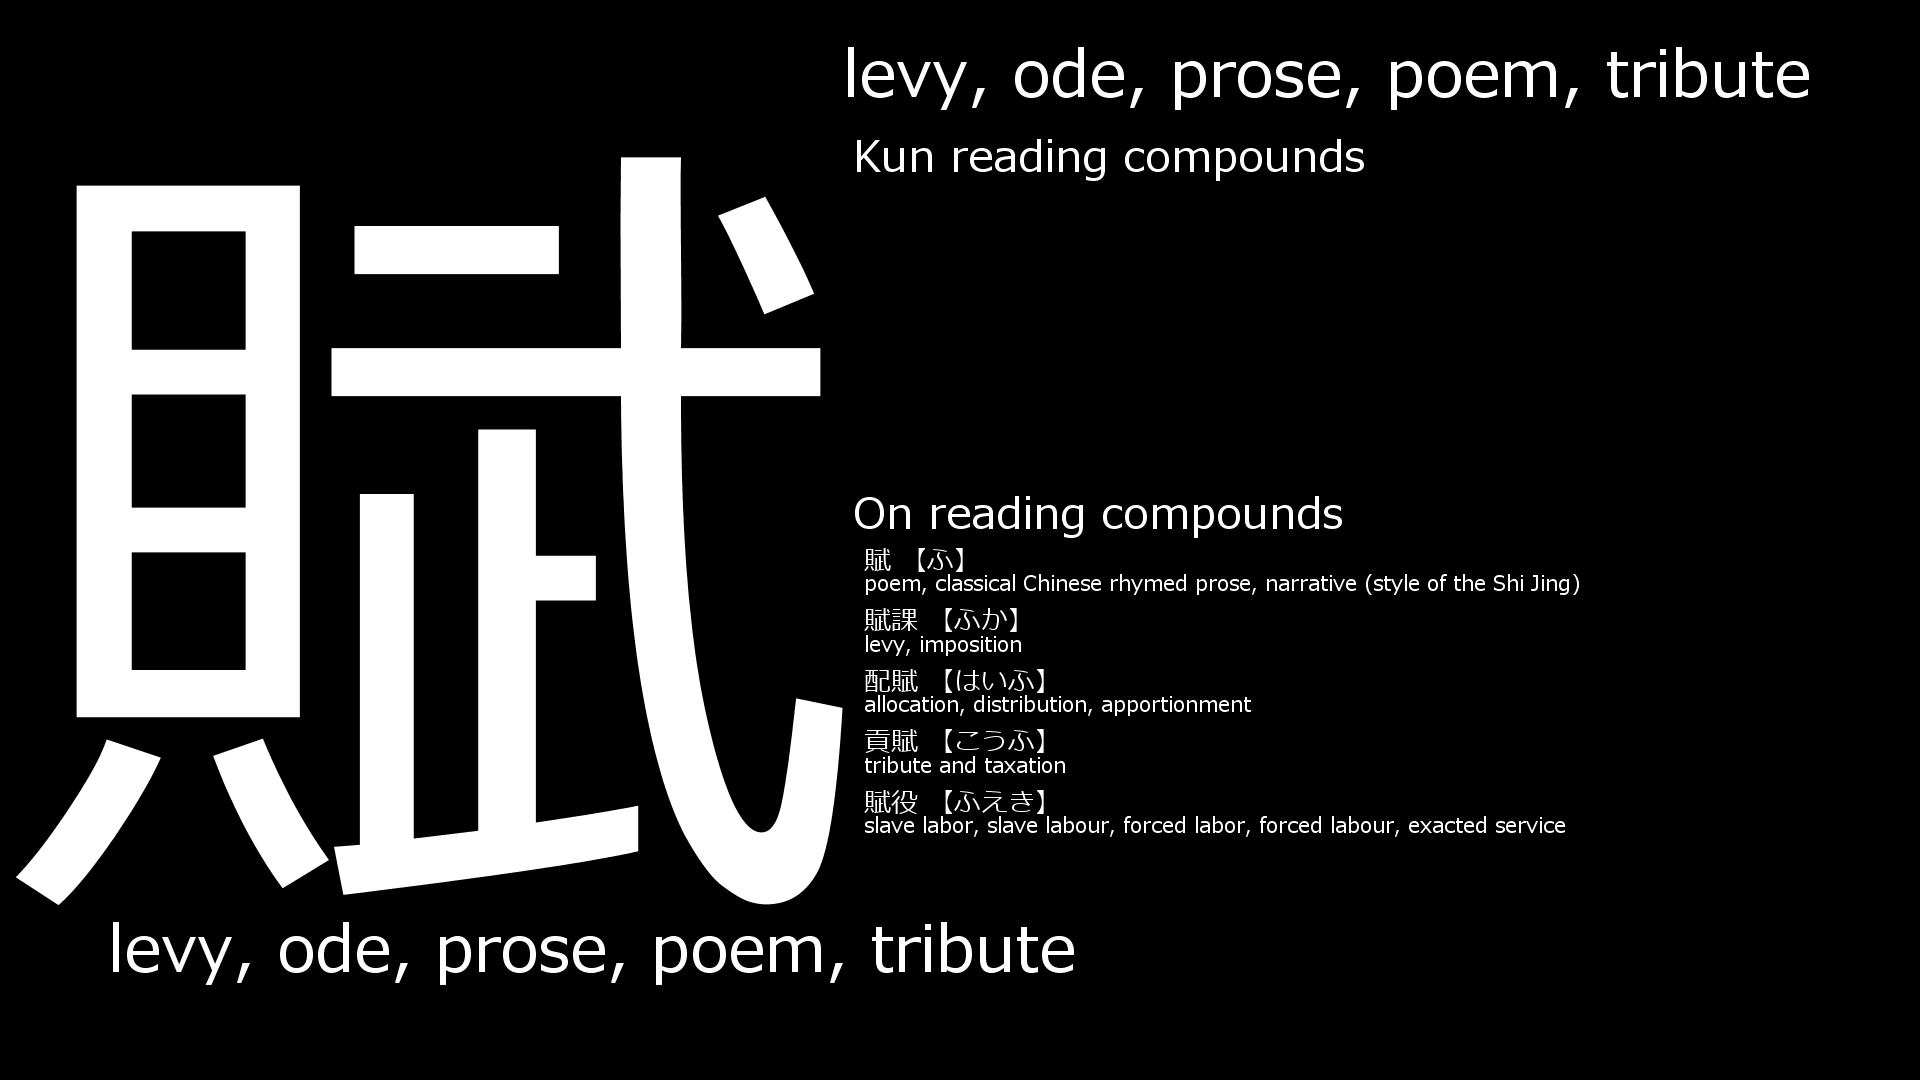 賦
levy, ode, prose, poem, tribute
Kun reading compounds
On reading compounds
賦 【ふ】
poem, classical Chinese rhymed prose, narrative (style of the Shi Jing)
賦課 【ふか】
levy, imposition
配賦 【はいふ】
allocation, distribution, apportionment
貢賦 【こうふ】
tribute and taxation
賦役 【ふえき】
slave labor, slave labour, forced labor, forced labour, exacted service
levy, ode, prose, poem, tribute